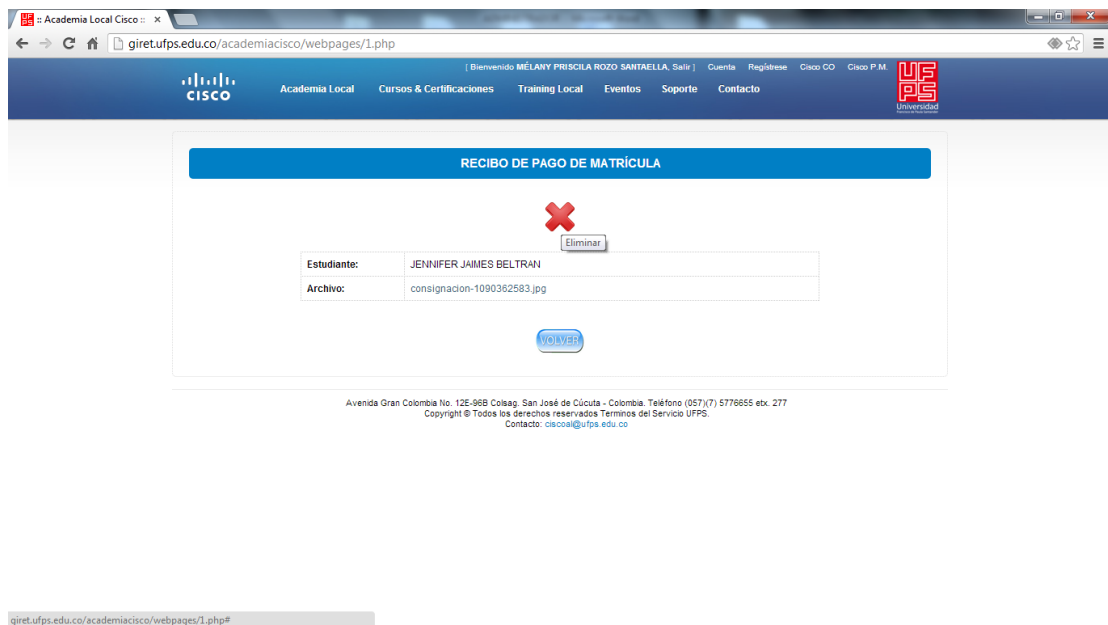 :: Academia Local Cisco ::
giret.ufps.edu.co/academiacisco/webpages/1.php
[ Bienvenido MÉLANY PRISCILA ROZO SANTAELLA, Salir ] Cuenta Regístrese Cisco CO Cisco P.M.
CISCO
Academia Local Cursos & Certificaciones Training Local Eventos Soporte Contacto
UFPS
Universidad
RECIBO DE PAGO DE MATRÍCULA
Eliminar
Estudiante: JENNIFER JAIMES BELTRAN
Archivo: consignacion-1090362583.jpg
VOLVER
Avenida Gran Colombia No. 12E-96B Colsag. San José de Cúcuta - Colombia. Teléfono (057)(7) 5776655 etx. 277
Copyright © Todos los derechos reservados Terminos del Servicio UFPS.
Contacto: ciscoal@ufps.edu.co
giret.ufps.edu.co/academiacisco/webpages/1.php#